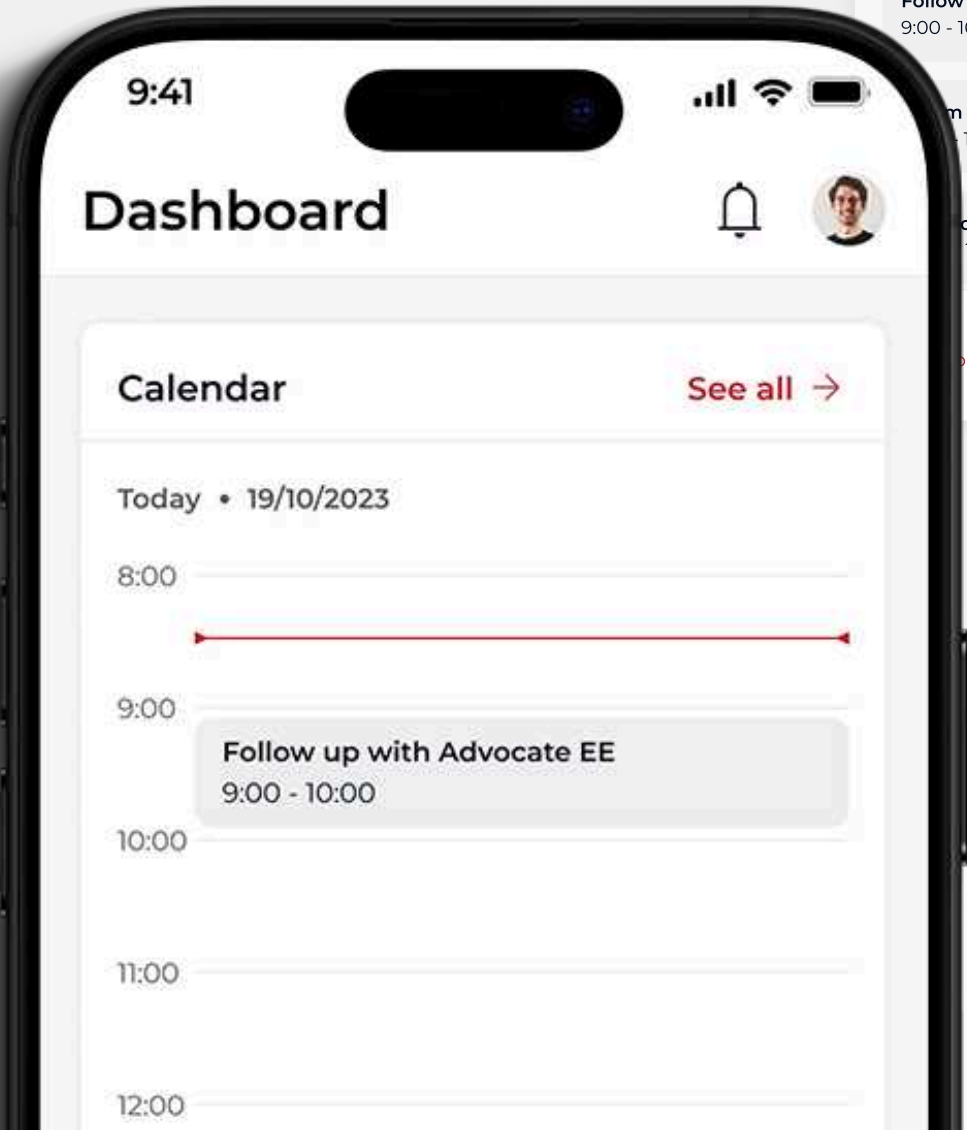 Follow
9:00 - 10
9:41
Dashboard
Calendar
See all →
Today • 19/10/2023
8:00
9:00
Follow up with Advocate EE
9:00 - 10:00
10:00
11:00
12:00